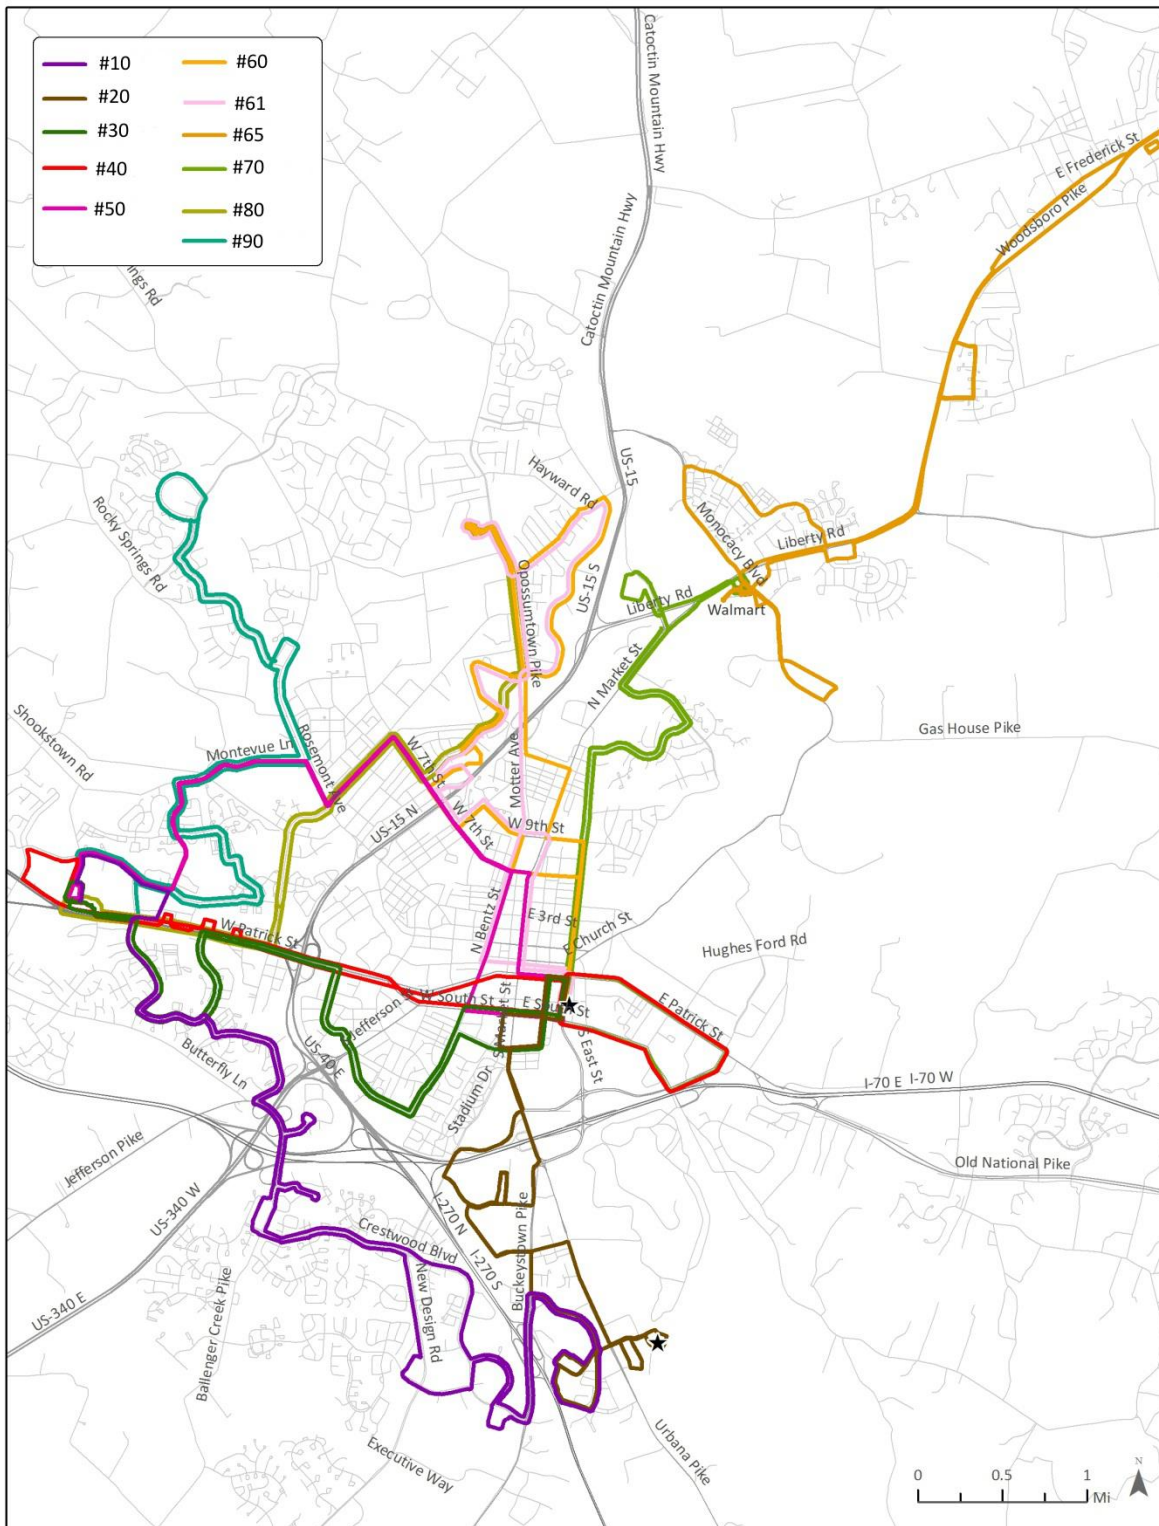 #10
#20
#30
#40
#50
#60
#61
#65
#70
#80
#90
Catoctin Mountain Hwy
Catoctin Mountain Hwy
E Frederick St
Woodsboro Pike
ings Rd
Hayward Rd
US-15
Rocky Springs Rd
Monocacy Blvd
Liberty Rd
Opossumtown Pike
US-15 S
Liberty Rd
Walmart
N Market St
Shookstown Rd
Montevue Ln
Rosemont Ave
W 7th St
Motter Ave
Gas House Pike
US-15 N
W 7th St
W 9th St
N Bentz St
E 3rd St
E Church St
W Patrick St
Hughes Ford Rd
Jefferson St
W South St
S Market St
E South St
E Patrick St
S East St
US-40 E
Butterfly Ln
Stadium Dr
I-70 E
I-70 W
Jefferson Pike
Old National Pike
US-340 W
I-270 N
I-270 S
Crestwood Blvd
Buckeystown Pike
New Design Rd
US-340 E
Ballenger Creek Pike
Executive Way
Urbana Pike
0 0.5 1
Mi
N